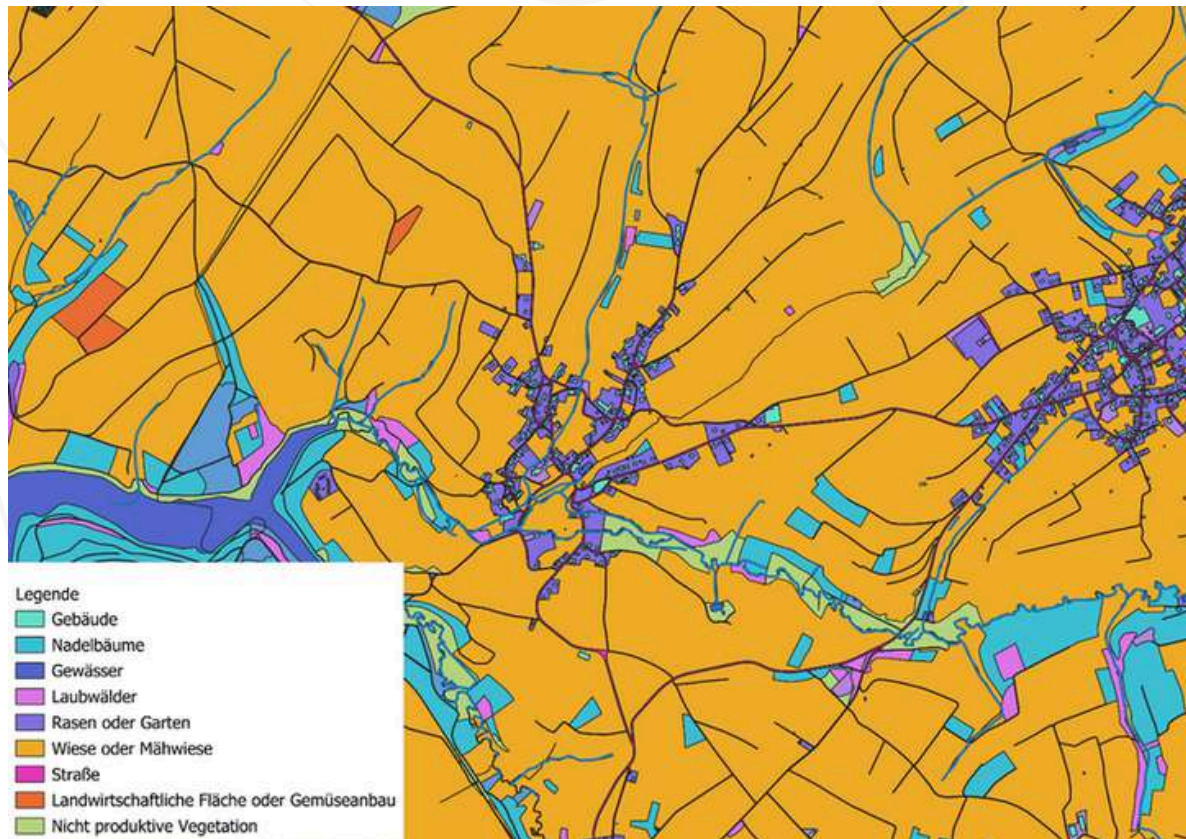 Legende
Gebäude
Nadelbäume
Gewässer
Laubwälder
Rasen oder Garten
Wiese oder Mähwiese
Straße
Landwirtschaftliche Fläche oder Gemüseanbau
Nicht produktive Vegetation